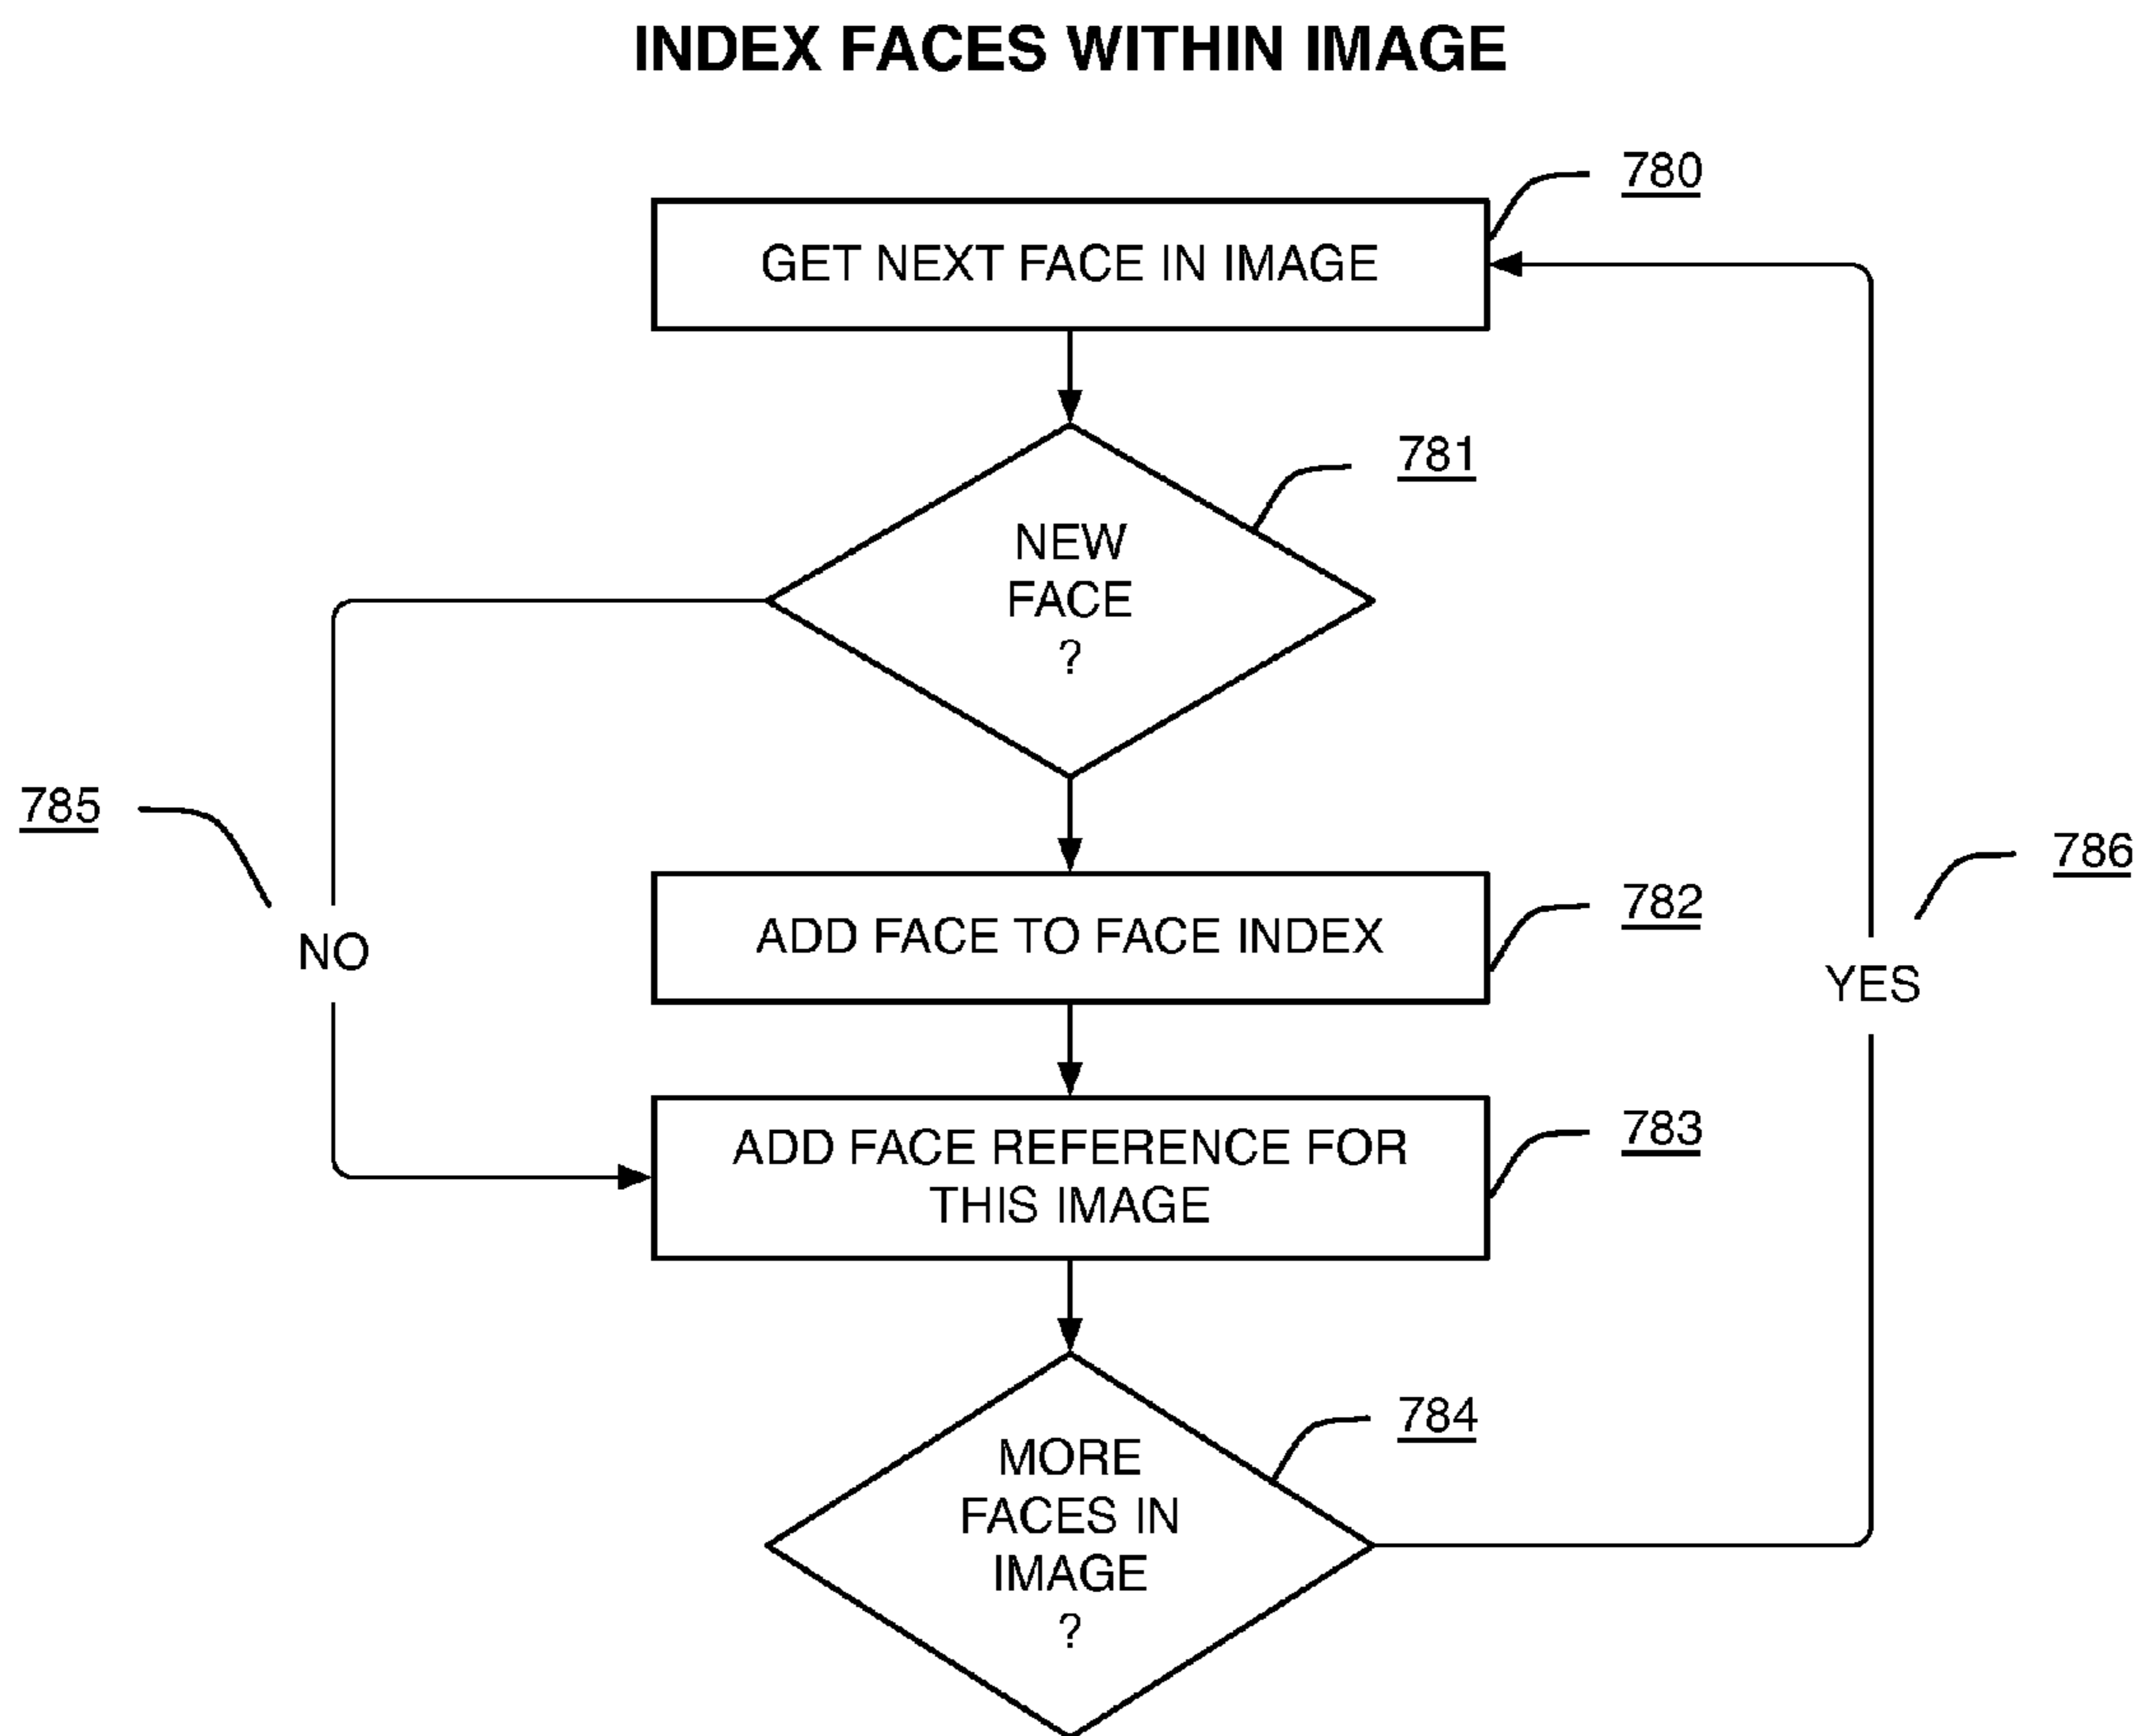 INDEX FACES WITHIN IMAGE
780
GET NEXT FACE IN IMAGE
781
NEW
FACE
?
785
786
782
ADD FACE TO FACE INDEX
NO
YES
783
ADD FACE REFERENCE FOR
THIS IMAGE
784
MORE
FACES IN
IMAGE
?